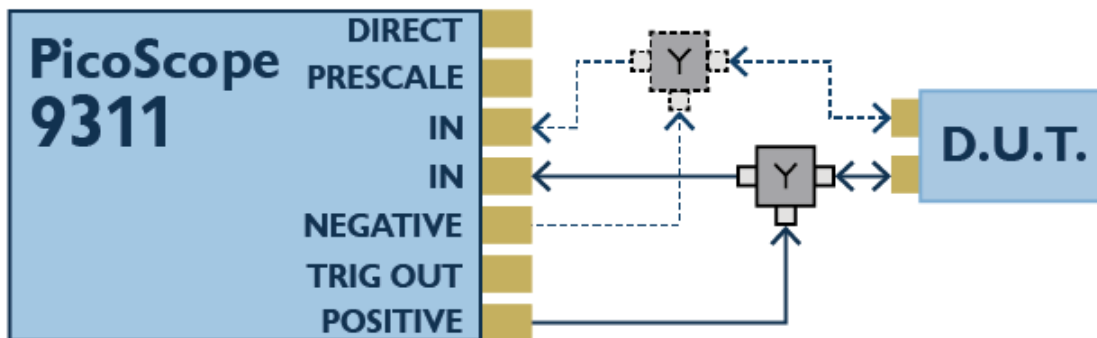 PicoScope
9311
DIRECT
PRESCALE
IN
IN
NEGATIVE
TRIG OUT
POSITIVE
Y
Y
D.U.T.